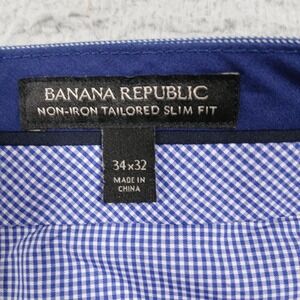 BANANA REPUBLIC
NON-IRON TAILORED SLIM FIT
34x32
MADE IN
CHINA